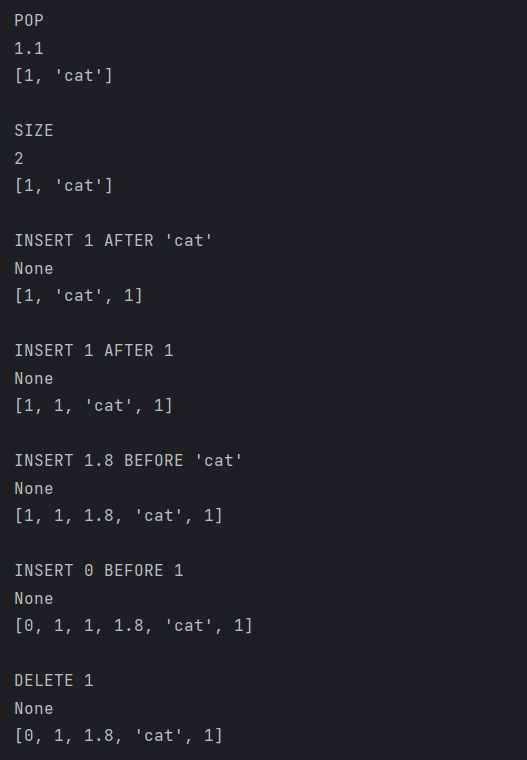 POP
1.1
[1, 'cat']
SIZE
2
[1, 'cat']
INSERT 1 AFTER 'cat'
None
[1, 'cat', 1]
INSERT 1 AFTER 1
None
[1, 1, 'cat', 1]
INSERT 1.8 BEFORE 'cat'
None
[1, 1, 1.8, 'cat', 1]
INSERT 0 BEFORE 1
None
[0, 1, 1, 1.8, 'cat', 1]
DELETE 1
None
[0, 1, 1.8, 'cat', 1]